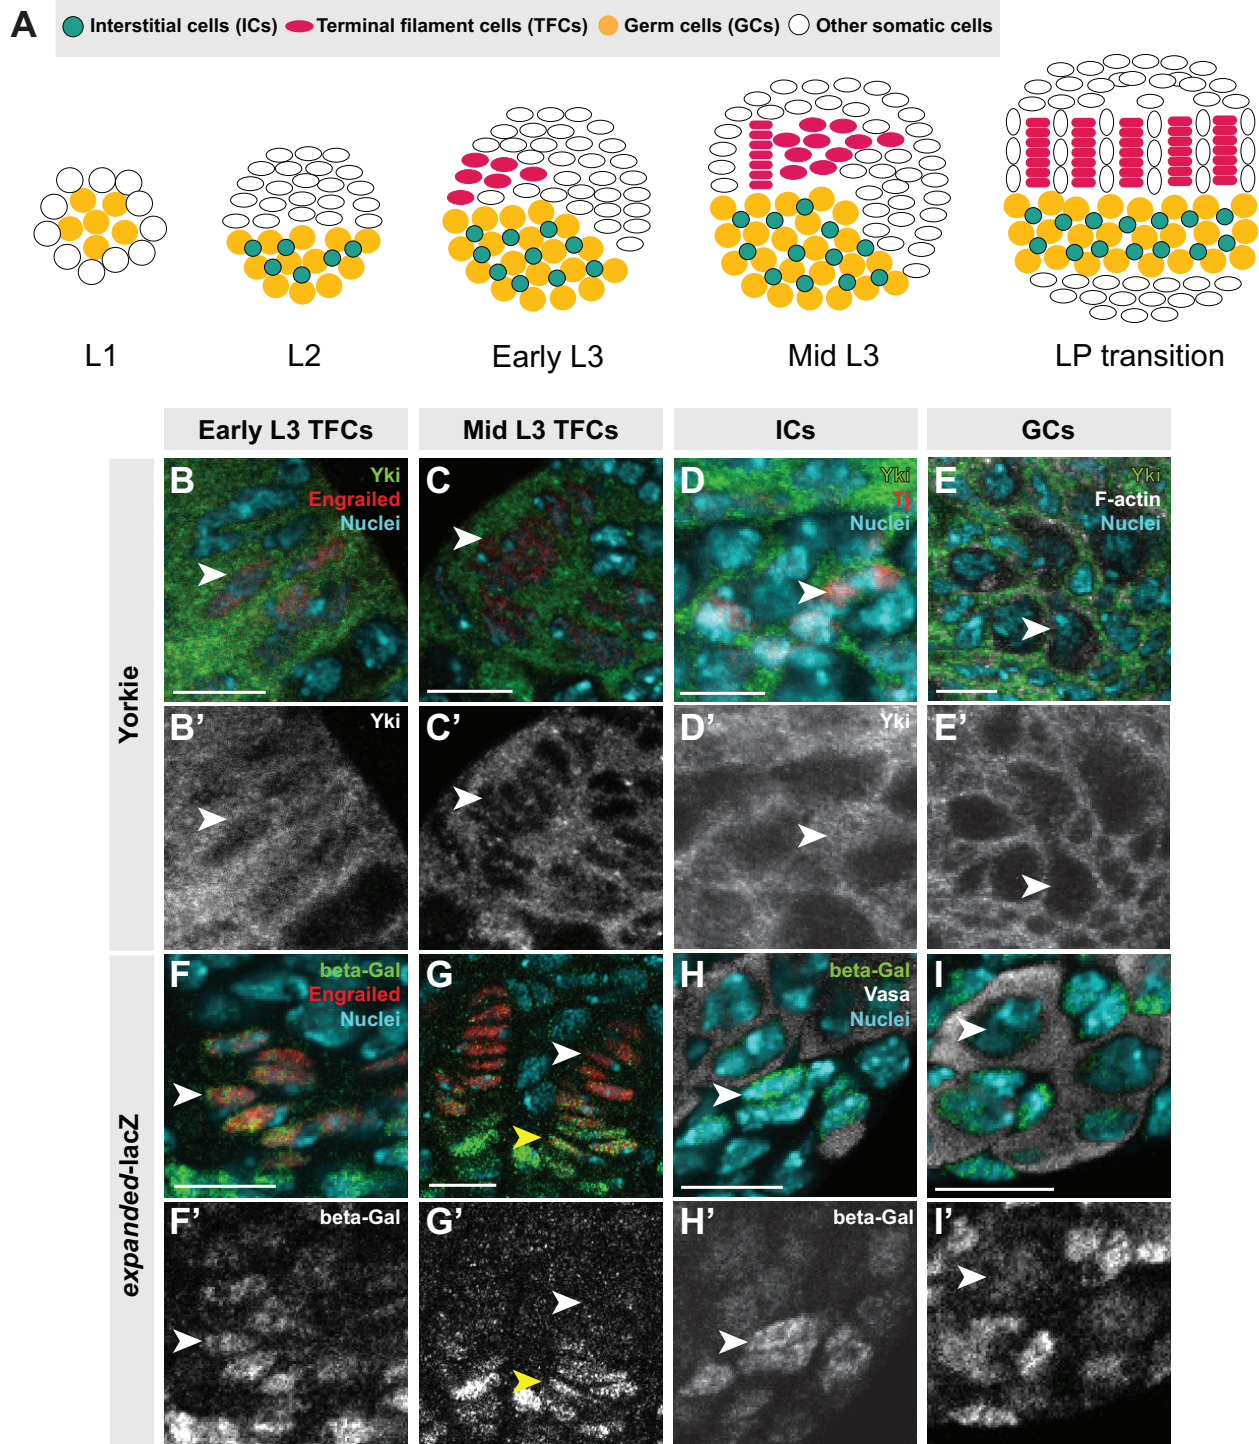 A
Interstitial cells (ICs) Terminal filament cells (TFCs) Germ cells (GCs) Other somatic cells
L1 L2 Early L3 Mid L3 LP transition
Early L3 TFCs Mid L3 TFCs ICs GCs
Yorkie
B Yki
Engrailed
Nuclei
C
D Yki
Tj
Nuclei
E Yki
F-actin
Nuclei
B' Yki
C'
D' Yki
E'
expanded-lacZ
F beta-Gal
Engrailed
Nuclei
G
H beta-Gal
Vasa
Nuclei
I
F' beta-Gal
G'
H' beta-Gal
I'